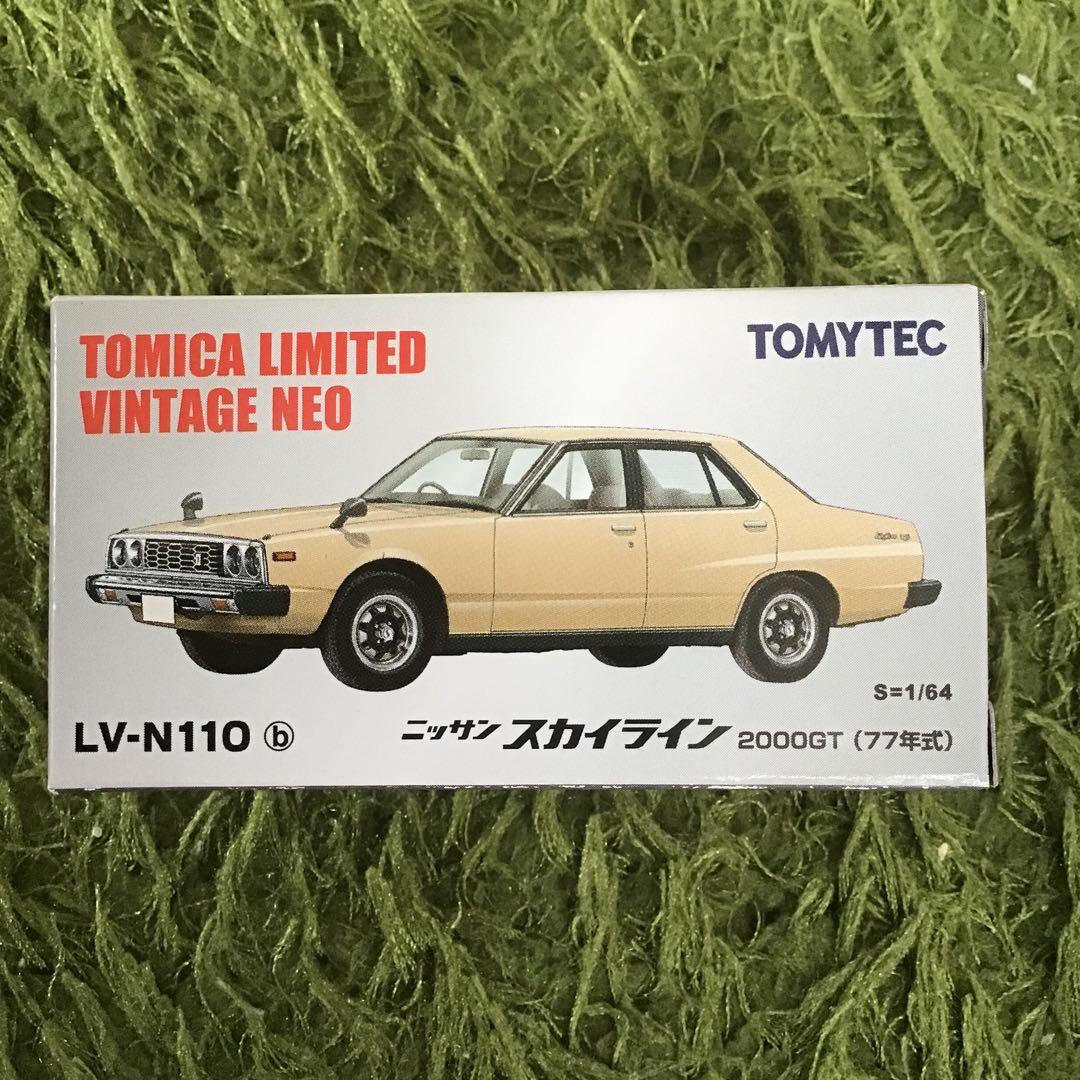 TOMICA LIMITED
VINTAGE NEO
TOMYTEC
S=1/64
LV-N110 ⓑ
ニッサン スカイライン 2000GT (77年式)